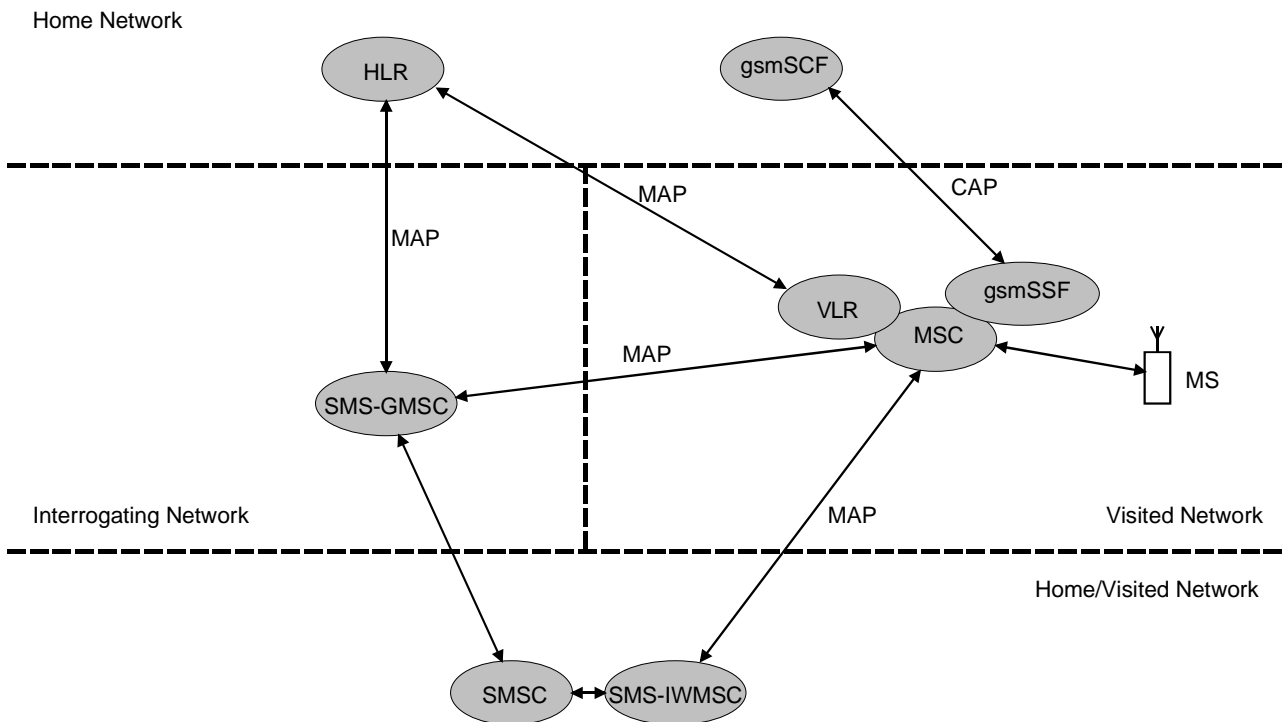 Home Network
HLR
gsmSCF
MAP
CAP
MAP
gsmSSF
VLR
MSC
MAP
MS
SMS-GMSC
Interrogating Network
MAP
Visited Network
Home/Visited Network
SMSC
SMS-IWMSC